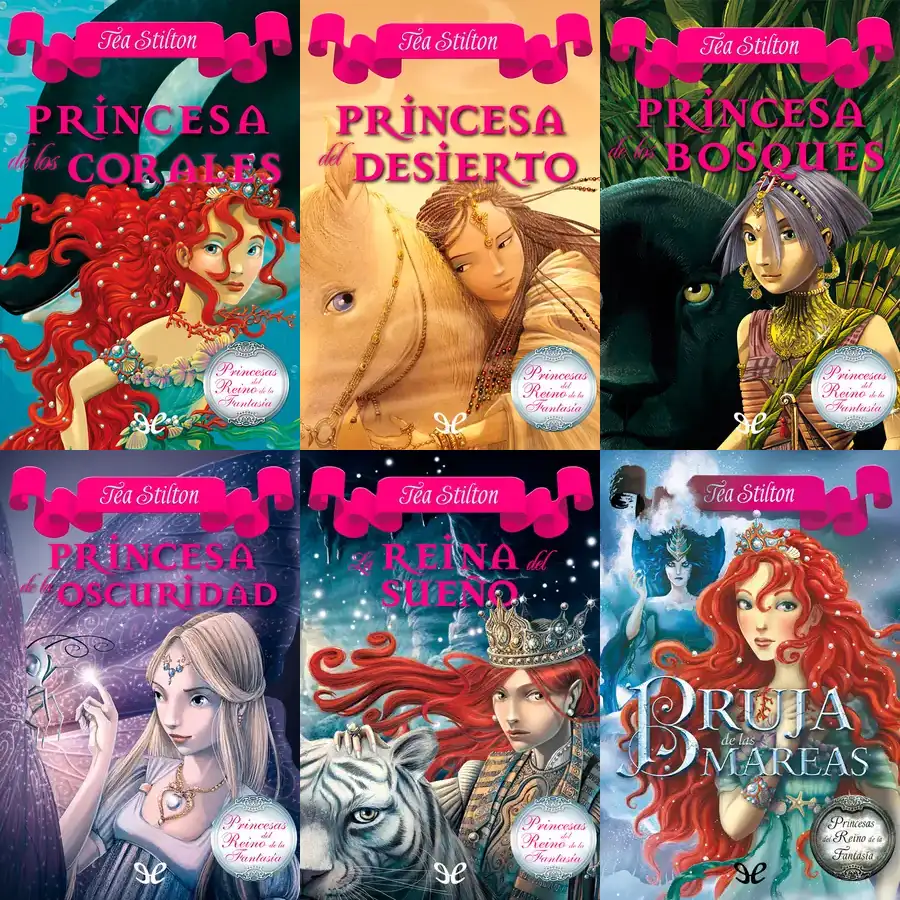 Tea Stilton
PRINCESA
de los CORALES
Princesas
del
Reino de la
Fantasía
Tea Stilton
PRINCESA
del DESIERTO
Princesas
del
Reino de la
Fantasía
Tea Stilton
PRINCESA
de los BOSQUES
Princesas
del
Reino de la
Fantasía
Tea Stilton
PRINCESA
de la OSCURIDAD
Princesas
del
Reino de la
Fantasía
Tea Stilton
La REINA del
SUEÑO
Princesas
del
Reino de la
Fantasía
Tea Stilton
BRUJA
de las
MAREAS
Princesas
del Reino de la
Fantasía